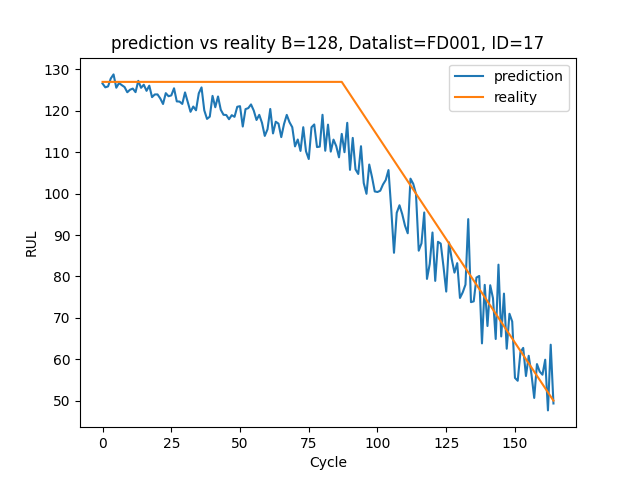 prediction vs reality B=128, Datalist=FD001, ID=17
prediction
reality
130
120
110
100
90
80
70
60
50
RUL
0 25 50 75 100 125 150
Cycle